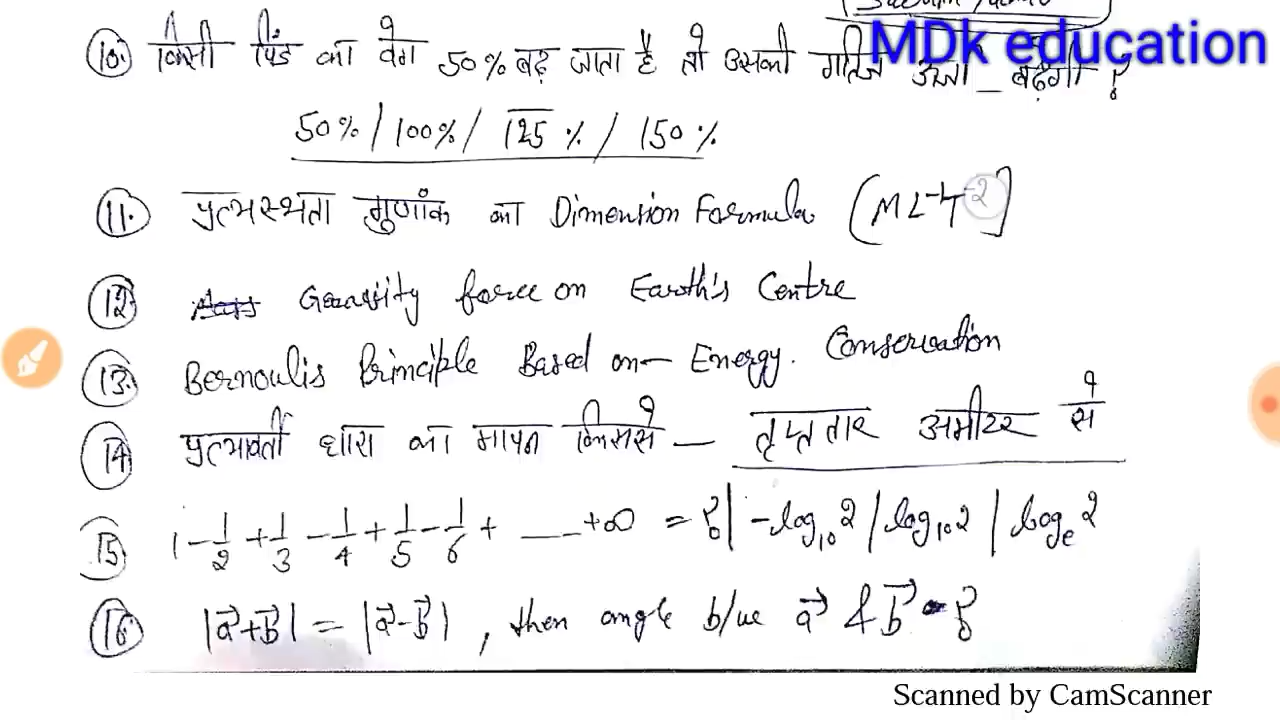 MDk education
10. किसी पिंड का वेग 50% बढ़ जाता है तो उसकी गतिज ऊर्जा _ बढ़ेगी ?
50% / 100% / 125 % / 150 %
11. प्रत्यास्थता गुणांक का Dimension Formula [ML⁻¹T⁻²]
12. Gravity force on Earth's Centre
13. Bernoulis Principle Based on — Energy. Conservation
14. प्रत्यावर्ती धारा का मापन किससे — तृप्त तार अमीटर से
15. 1 - 1/2 + 1/3 - 1/4 + 1/5 - 1/6 + ___ +∞ = ? | -log₁₀2 / log₁₀2 / logₑ2
16. |a⃗+b⃗| = |a⃗-b⃗|, then angle b/w a⃗ & b⃗ - ?
Scanned by CamScanner